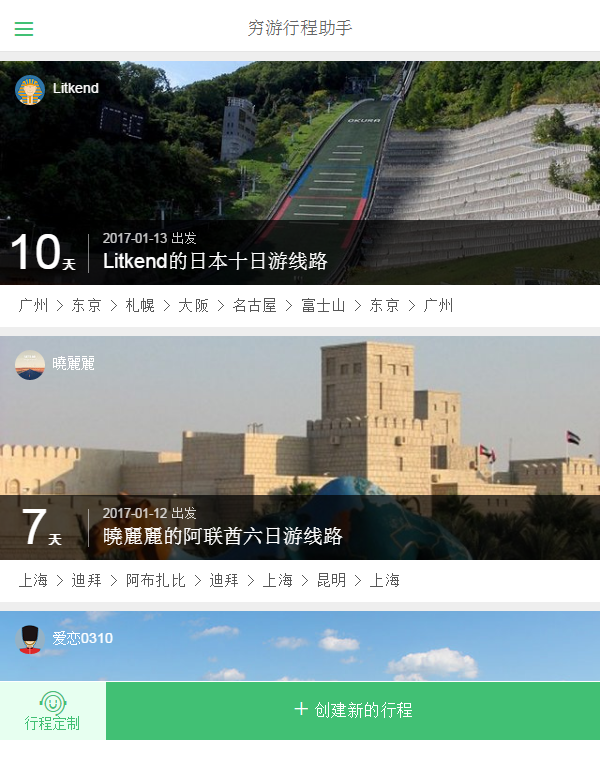 穷游行程助手
Litkend
OKURA
2017-01-13 出发
10天
Litkend的日本十日游线路
广州 > 东京 > 札幌 > 大阪 > 名古屋 > 富士山 > 东京 > 广州
曉麗麗
2017-01-12 出发
7天
曉麗麗的阿联酋六日游线路
上海 > 迪拜 > 阿布扎比 > 迪拜 > 上海 > 昆明 > 上海
爱恋0310
行程定制
+ 创建新的行程